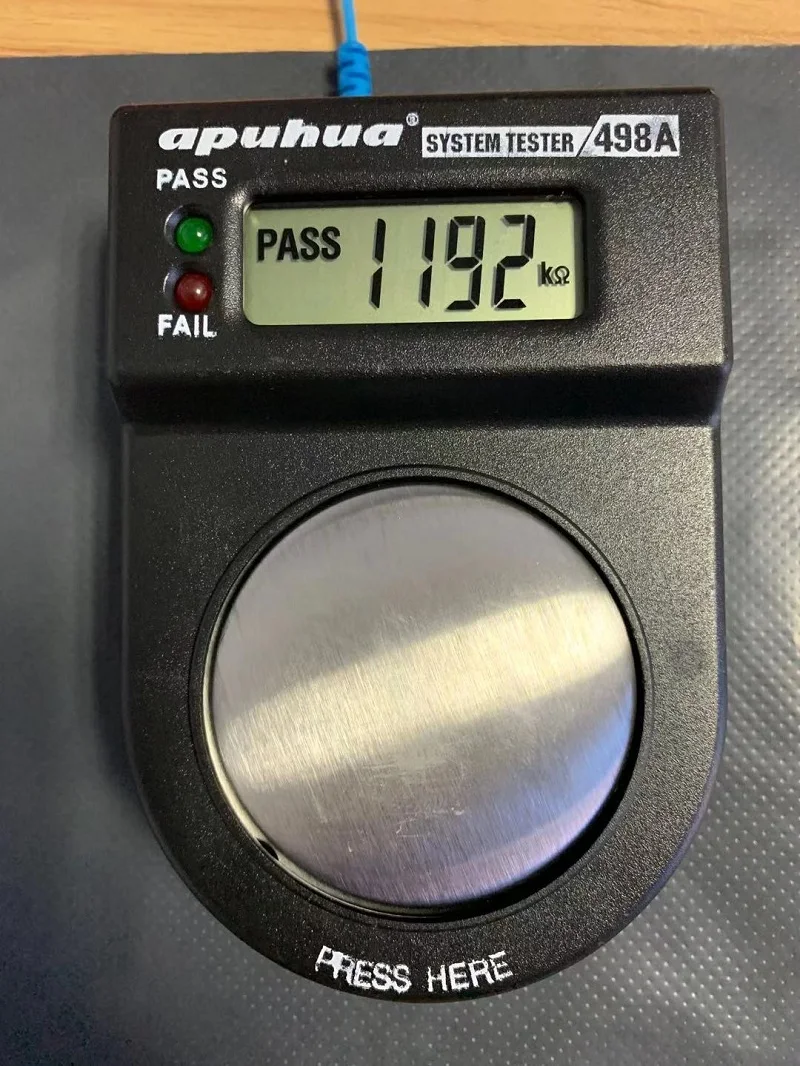 apuhua® SYSTEM TESTER/498A
PASS
PASS 1192 kΩ
FAIL
PRESS HERE